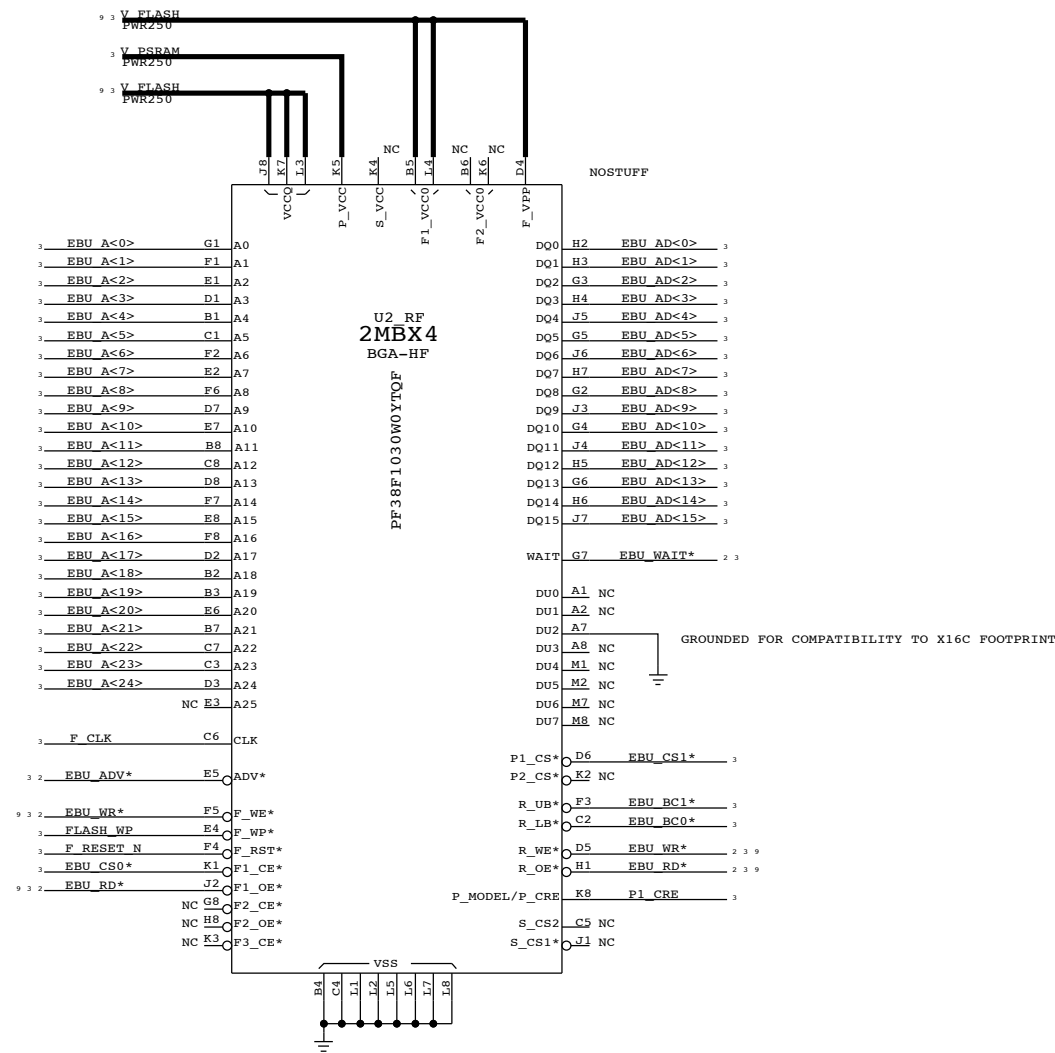 9 3 V_FLASH
PWR250
3 V_PSRAM
PWR250
9 3 V_FLASH
PWR250
NC NC NC
J8 K7 L3 K5 K4 B5 L4 B6 K6 D4
NOSTUFF
VCCQ P_VCC S_VCC F1_VCC0 F2_VCC0 F_VPP
U2_RF
2MBX4
BGA-HF
PF38F1030W0YTQF
3 EBU_A<0> G1 A0
3 EBU_A<1> F1 A1
3 EBU_A<2> E1 A2
3 EBU_A<3> D1 A3
3 EBU_A<4> B1 A4
3 EBU_A<5> C1 A5
3 EBU_A<6> F2 A6
3 EBU_A<7> E2 A7
3 EBU_A<8> F6 A8
3 EBU_A<9> D7 A9
3 EBU_A<10> E7 A10
3 EBU_A<11> B8 A11
3 EBU_A<12> C8 A12
3 EBU_A<13> D8 A13
3 EBU_A<14> F7 A14
3 EBU_A<15> E8 A15
3 EBU_A<16> F8 A16
3 EBU_A<17> D2 A17
3 EBU_A<18> B2 A18
3 EBU_A<19> B3 A19
3 EBU_A<20> E6 A20
3 EBU_A<21> B7 A21
3 EBU_A<22> C7 A22
3 EBU_A<23> C3 A23
3 EBU_A<24> D3 A24
NC E3 A25
3 F_CLK C6 CLK
3 2 EBU_ADV* E5 ADV*
9 3 2 EBU_WR* F5 F_WE*
3 FLASH_WP E4 F_WP*
3 F_RESET_N F4 F_RST*
3 EBU_CS0* K1 F1_CE*
9 3 2 EBU_RD* J2 F1_OE*
NC G8 F2_CE*
NC H8 F2_OE*
NC K3 F3_CE*
DQ0 H2 EBU_AD<0> 3
DQ1 H3 EBU_AD<1> 3
DQ2 G3 EBU_AD<2> 3
DQ3 H4 EBU_AD<3> 3
DQ4 J5 EBU_AD<4> 3
DQ5 G5 EBU_AD<5> 3
DQ6 J6 EBU_AD<6> 3
DQ7 H7 EBU_AD<7> 3
DQ8 G2 EBU_AD<8> 3
DQ9 J3 EBU_AD<9> 3
DQ10 G4 EBU_AD<10> 3
DQ11 J4 EBU_AD<11> 3
DQ12 H5 EBU_AD<12> 3
DQ13 G6 EBU_AD<13> 3
DQ14 H6 EBU_AD<14> 3
DQ15 J7 EBU_AD<15> 3
WAIT G7 EBU_WAIT* 2 3
DU0 A1 NC
DU1 A2 NC
DU2 A7
GROUNDED FOR COMPATIBILITY TO X16C FOOTPRINT
DU3 A8 NC
DU4 M1 NC
DU5 M2 NC
DU6 M7 NC
DU7 M8 NC
P1_CS* D6 EBU_CS1* 3
P2_CS* K2 NC
R_UB* F3 EBU_BC1* 3
R_LB* C2 EBU_BC0* 3
R_WE* D5 EBU_WR* 2 3 9
R_OE* H1 EBU_RD* 2 3 9
P_MODEL/P_CRE K8 P1_CRE 3
S_CS2 C5 NC
S_CS1* J1 NC
VSS
B4 C4 L1 L2 L5 L6 L7 L8